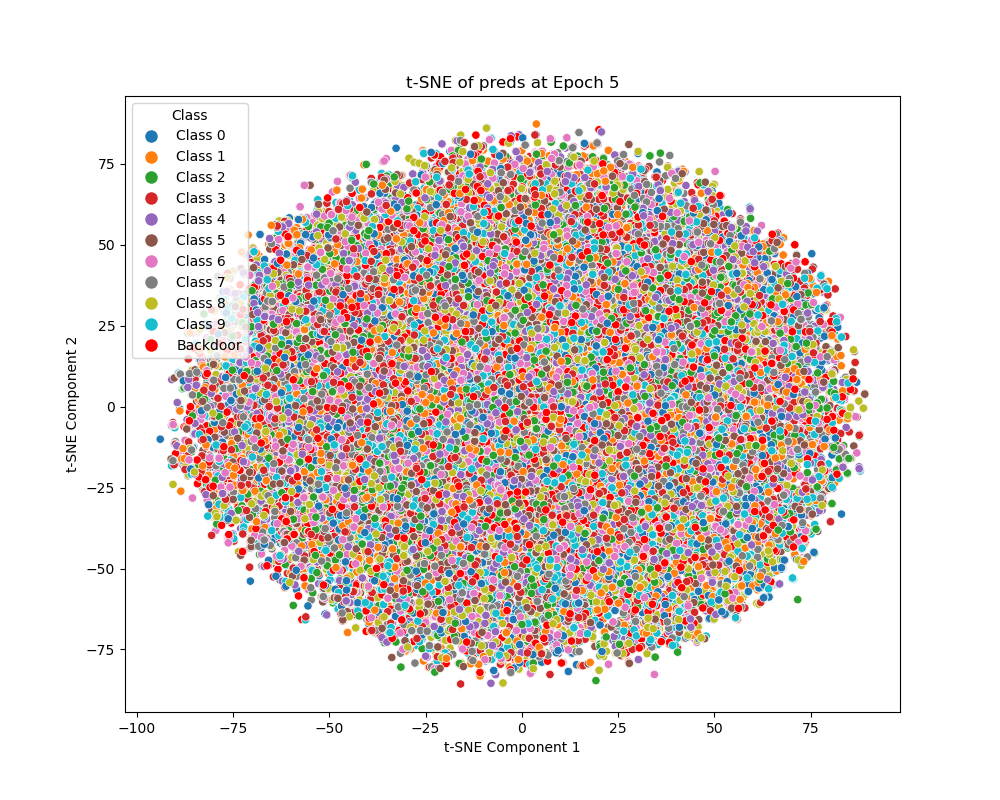 t-SNE of preds at Epoch 5
Class
Class 0
Class 1
Class 2
Class 3
Class 4
Class 5
Class 6
Class 7
Class 8
Class 9
Backdoor
t-SNE Component 2
75
50
25
0
−25
−50
−75
−100 −75 −50 −25 0 25 50 75
t-SNE Component 1